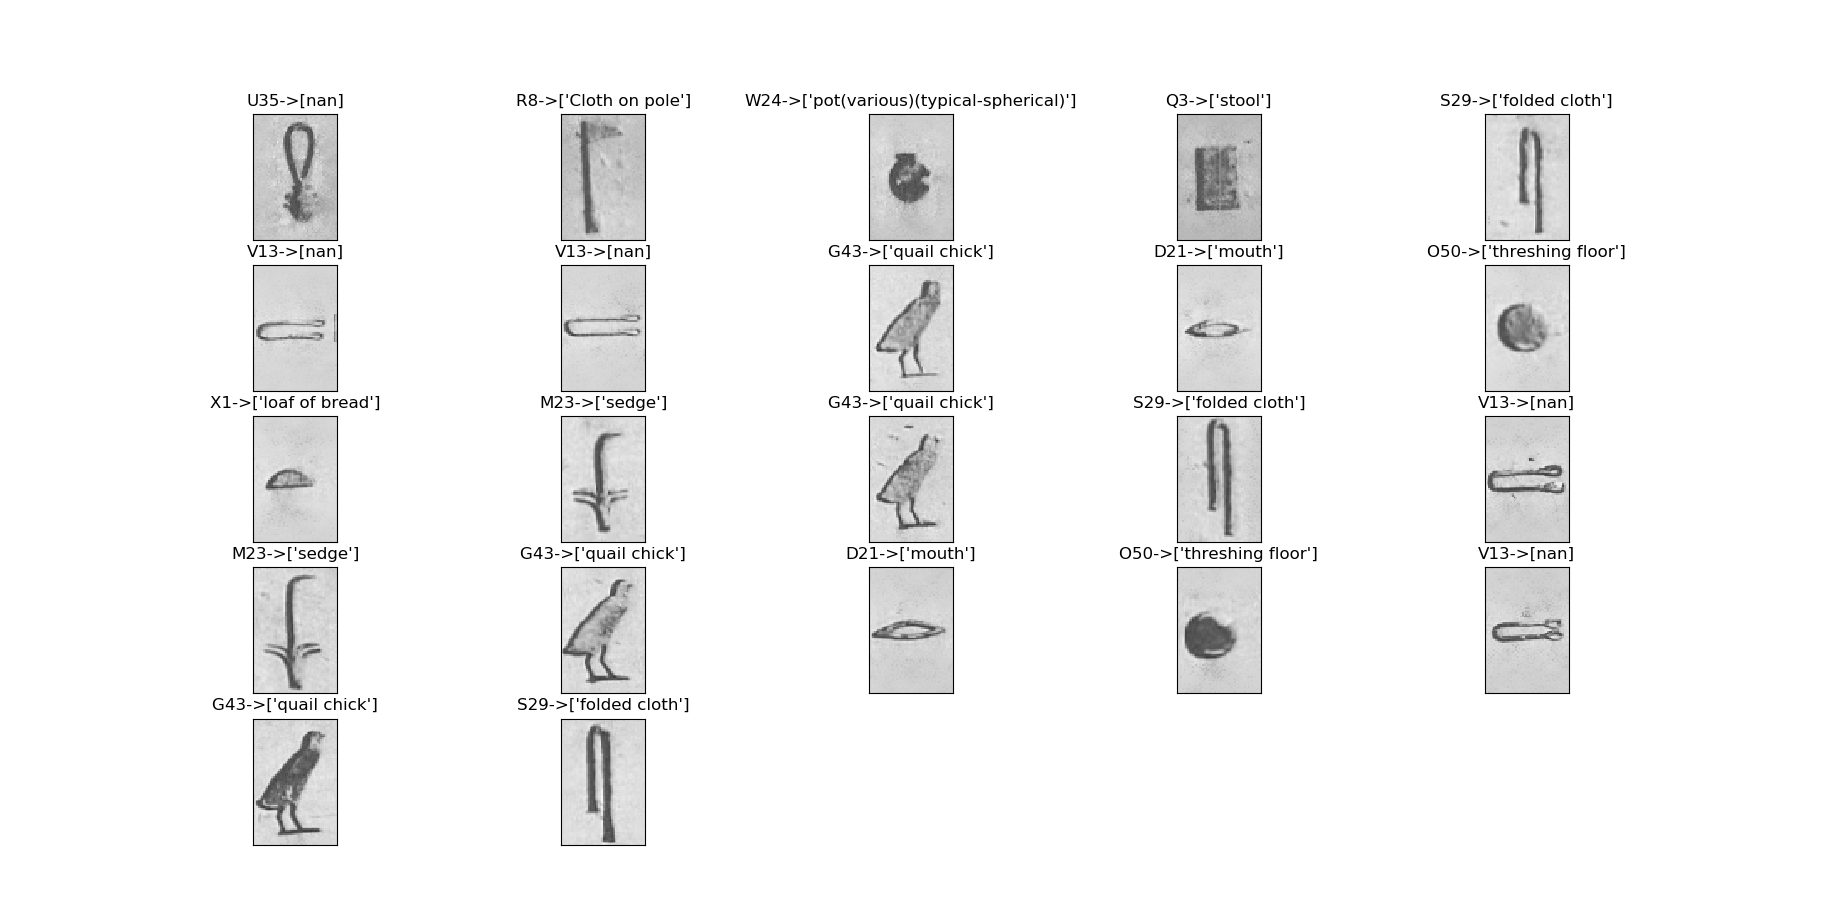 U35->[nan] R8->['Cloth on pole'] W24->['pot(various)(typical-spherical)'] Q3->['stool'] S29->['folded cloth']
V13->[nan] V13->[nan] G43->['quail chick'] D21->['mouth'] O50->['threshing floor']
X1->['loaf of bread'] M23->['sedge'] G43->['quail chick'] S29->['folded cloth'] V13->[nan]
M23->['sedge'] G43->['quail chick'] D21->['mouth'] O50->['threshing floor'] V13->[nan]
G43->['quail chick'] S29->['folded cloth']